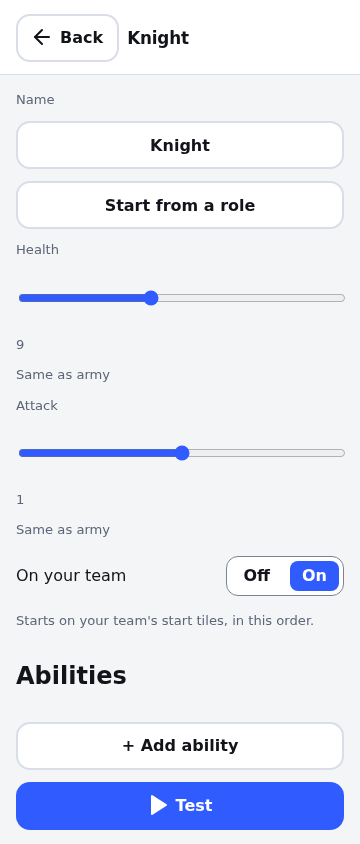 Back
Knight
Name
Knight
Start from a role
Health
9
Same as army
Attack
1
Same as army
On your team
Off
On
Starts on your team's start tiles, in this order.
Abilities
+ Add ability
Test